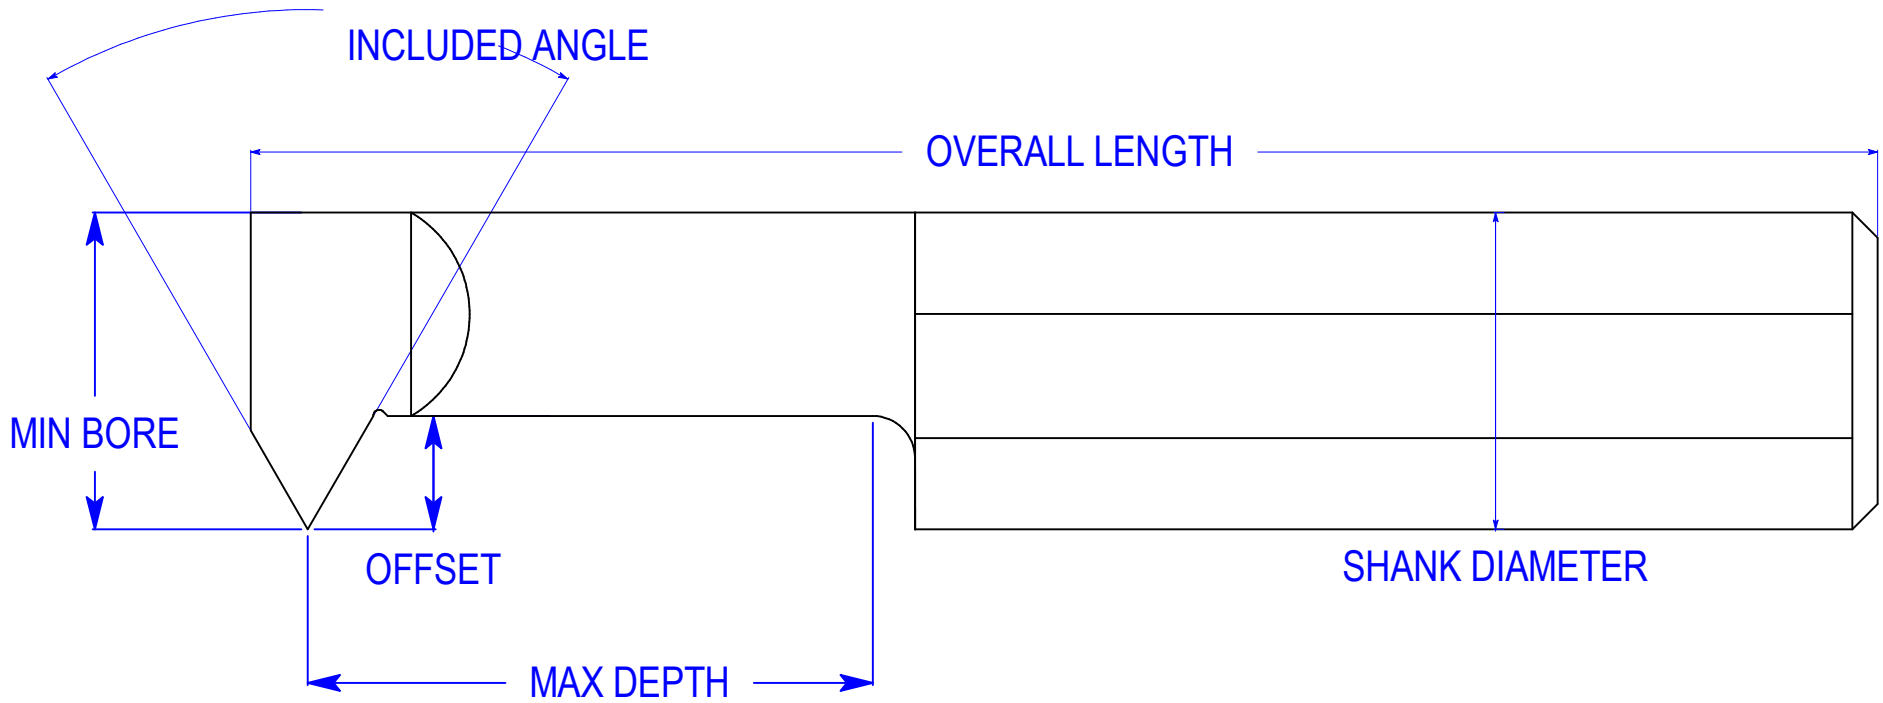 INCLUDED ANGLE
OVERALL LENGTH
MIN BORE
OFFSET
SHANK DIAMETER
MAX DEPTH